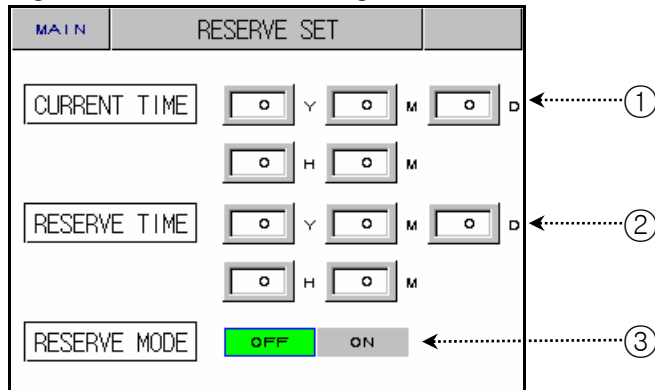 MAIN RESERVE SET
CURRENT TIME 0 Y 0 M 0 D ①
0 H 0 M
RESERVE TIME 0 Y 0 M 0 D ②
0 H 0 M
RESERVE MODE OFF ON ③